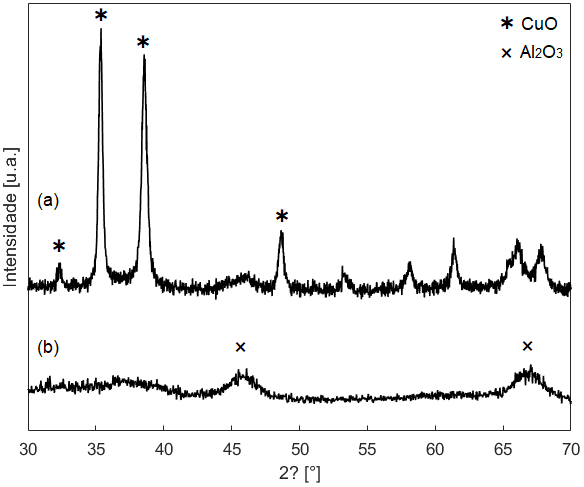 * CuO
× Al2O3
Intensidade [u.a.]
(a)
(b)
30 35 40 45 50 55 60 65 70
2? [°]